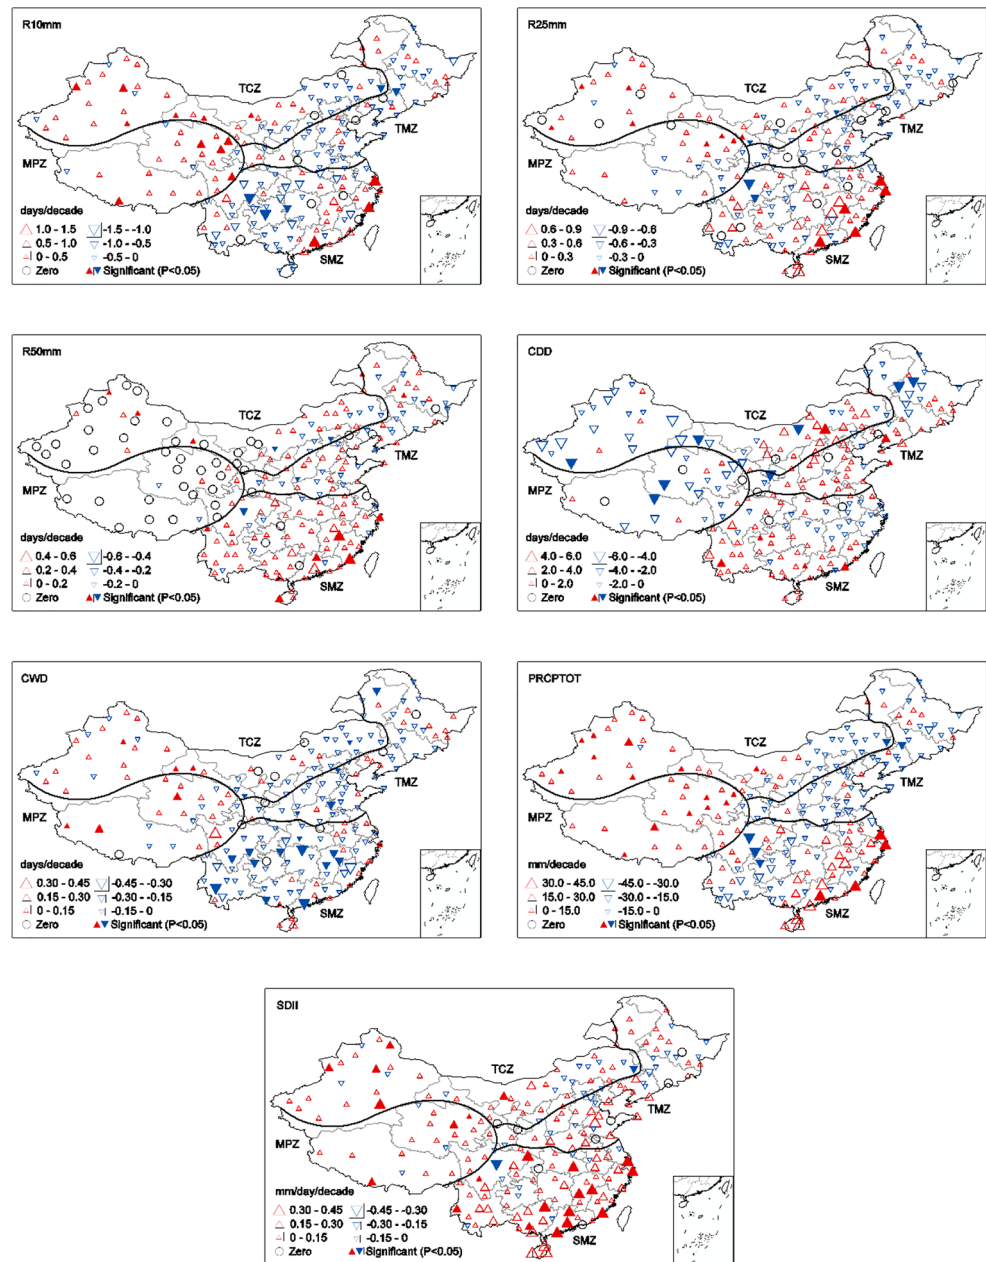 R10mm
TCZ
TMZ
MPZ
SMZ
days/decade
1.0 - 1.5 -1.5 - -1.0
0.5 - 1.0 -1.0 - -0.5
0 - 0.5 -0.5 - 0
Zero Significant (P<0.05)
R25mm
TCZ
TMZ
MPZ
SMZ
days/decade
0.6 - 0.9 -0.9 - -0.6
0.3 - 0.6 -0.6 - -0.3
0 - 0.3 -0.3 - 0
Zero Significant (P<0.05)
R50mm
TCZ
TMZ
MPZ
SMZ
days/decade
0.4 - 0.6 -0.6 - -0.4
0.2 - 0.4 -0.4 - -0.2
0 - 0.2 -0.2 - 0
Zero Significant (P<0.05)
CDD
TCZ
TMZ
MPZ
SMZ
days/decade
4.0 - 6.0 -6.0 - -4.0
2.0 - 4.0 -4.0 - -2.0
0 - 2.0 -2.0 - 0
Zero Significant (P<0.05)
CWD
TCZ
TMZ
MPZ
SMZ
days/decade
0.30 - 0.45 -0.45 - -0.30
0.15 - 0.30 -0.30 - -0.15
0 - 0.15 -0.15 - 0
Zero Significant (P<0.05)
PRCPTOT
TCZ
TMZ
MPZ
SMZ
mm/decade
30.0 - 45.0 -45.0 - -30.0
15.0 - 30.0 -30.0 - -15.0
0 - 15.0 -15.0 - 0
Zero Significant (P<0.05)
SDII
TCZ
TMZ
MPZ
SMZ
mm/day/decade
0.30 - 0.45 -0.45 - -0.30
0.15 - 0.30 -0.30 - -0.15
0 - 0.15 -0.15 - 0
Zero Significant (P<0.05)